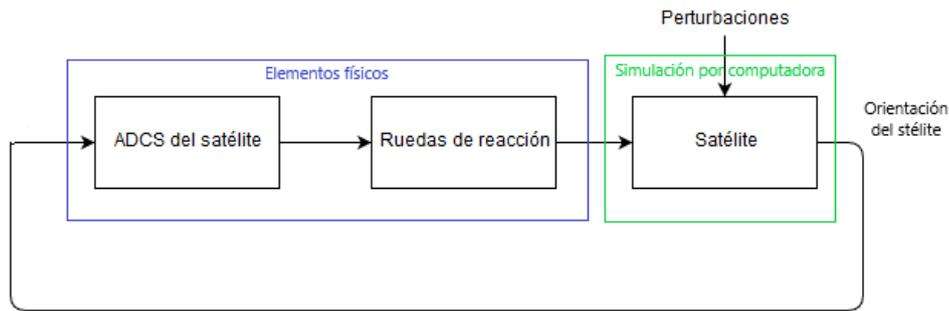 Perturbaciones
Elementos físicos
Simulación por computadora
ADCS del satélite
Ruedas de reacción
Satélite
Orientación
del stélite